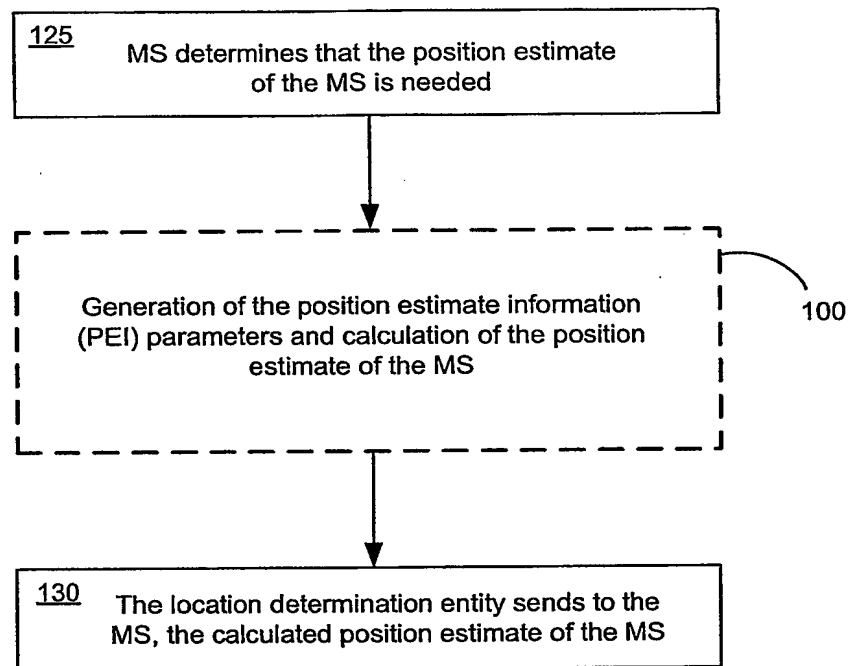 125
MS determines that the position estimate
of the MS is needed
Generation of the position estimate information
(PEI) parameters and calculation of the position
estimate of the MS
100
130
The location determination entity sends to the
MS, the calculated position estimate of the MS